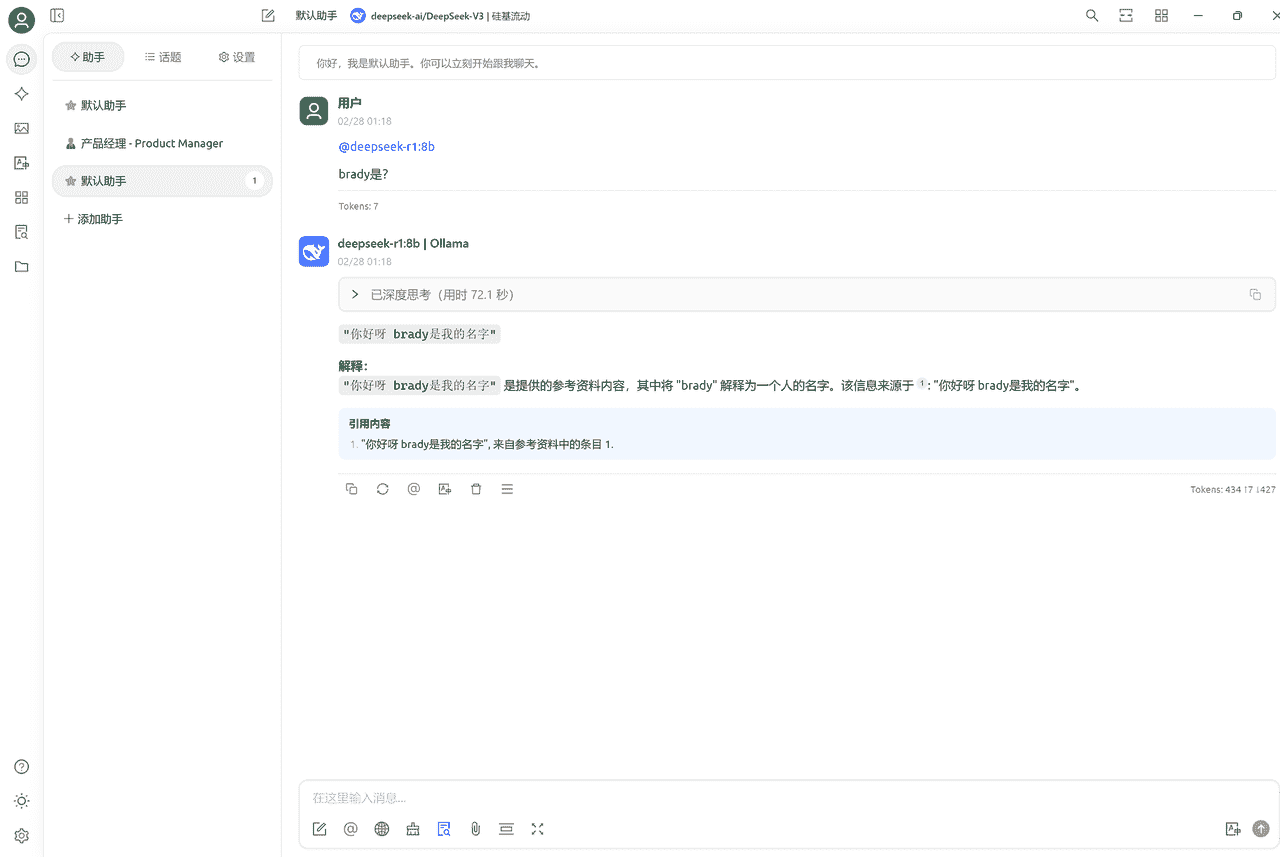 默认助手
deepseek-ai/DeepSeek-V3 | 硅基流动
助手
话题
设置
默认助手
产品经理 - Product Manager
默认助手
1
添加助手
你好，我是默认助手。你可以立刻开始跟我聊天。
用户
02/28 01:18
@deepseek-r1:8b
brady是?
Tokens: 7
deepseek-r1:8b | Ollama
02/28 01:18
已深度思考（用时 72.1 秒）
"你好呀 brady是我的名字"
解释：
"你好呀 brady是我的名字" 是提供的参考资料内容，其中将 "brady" 解释为一个人的名字。该信息来源于 1: "你好呀 brady是我的名字"。
引用内容
1. "你好呀 brady是我的名字", 来自参考资料中的条目 1.
Tokens: 434 ↑7 ↓427
在这里输入消息...